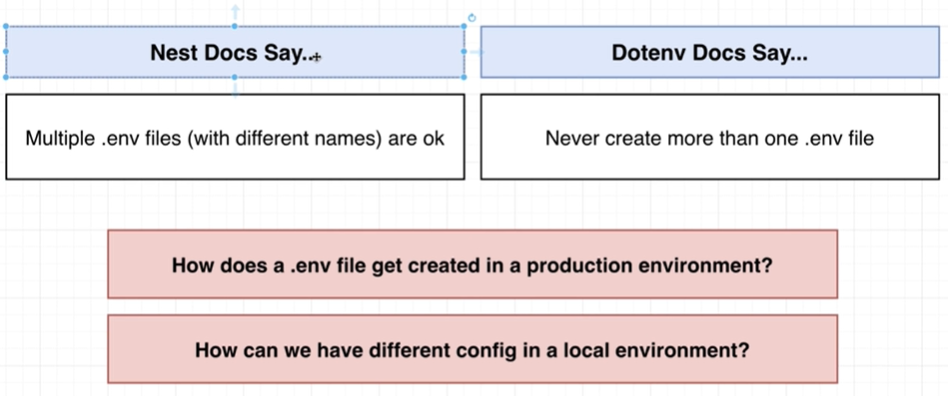 Nest Docs Say...
Dotenv Docs Say...
Multiple .env files (with different names) are ok
Never create more than one .env file
How does a .env file get created in a production environment?
How can we have different config in a local environment?